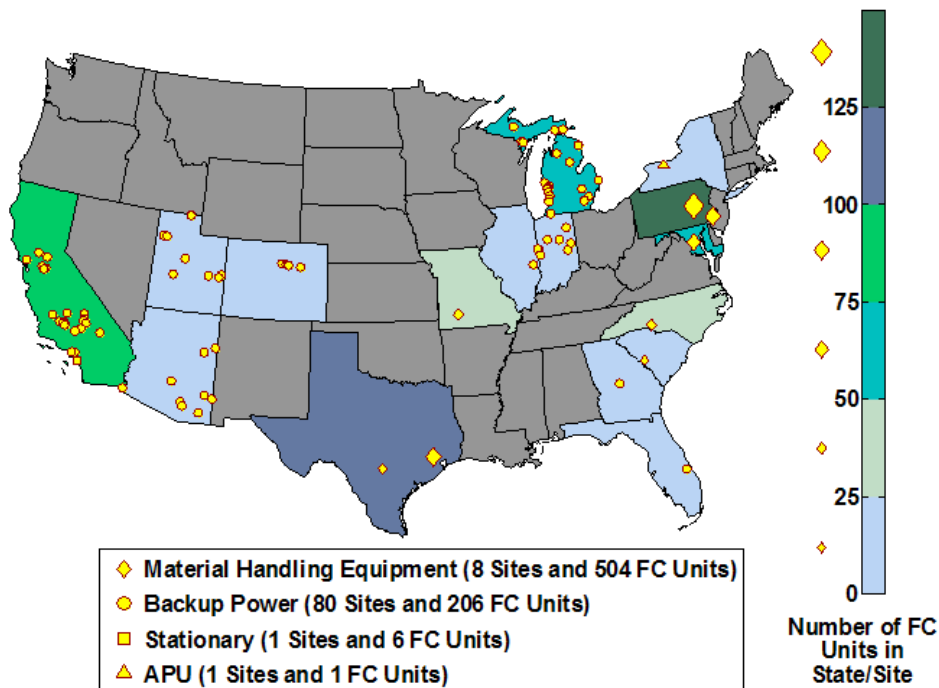 125
100
75
50
25
0
Number of FC
Units in
State/Site
Material Handling Equipment (8 Sites and 504 FC Units)
Backup Power (80 Sites and 206 FC Units)
Stationary (1 Sites and 6 FC Units)
APU (1 Sites and 1 FC Units)